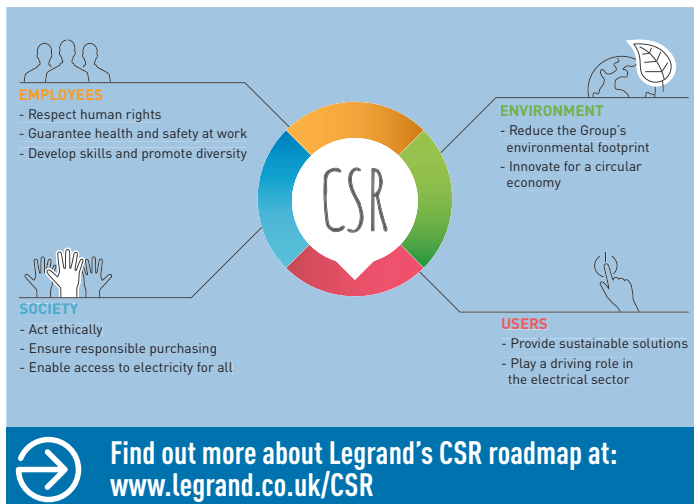 EMPLOYEES
- Respect human rights
- Guarantee health and safety at work
- Develop skills and promote diversity
ENVIRONMENT
- Reduce the Group's
environmental footprint
- Innovate for a circular
economy
CSR
SOCIETY
- Act ethically
- Ensure responsible purchasing
- Enable access to electricity for all
USERS
- Provide sustainable solutions
- Play a driving role in
the electrical sector
Find out more about Legrand's CSR roadmap at:
www.legrand.co.uk/CSR